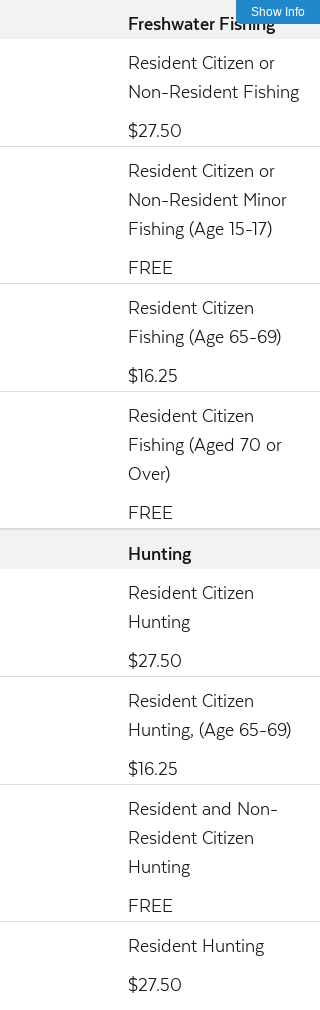 Freshwater Fishing
Show Info
Resident Citizen or
Non-Resident Fishing
$27.50
Resident Citizen or
Non-Resident Minor
Fishing (Age 15-17)
FREE
Resident Citizen
Fishing (Age 65-69)
$16.25
Resident Citizen
Fishing (Aged 70 or
Over)
FREE
Hunting
Resident Citizen
Hunting
$27.50
Resident Citizen
Hunting, (Age 65-69)
$16.25
Resident and Non-
Resident Citizen
Hunting
FREE
Resident Hunting
$27.50